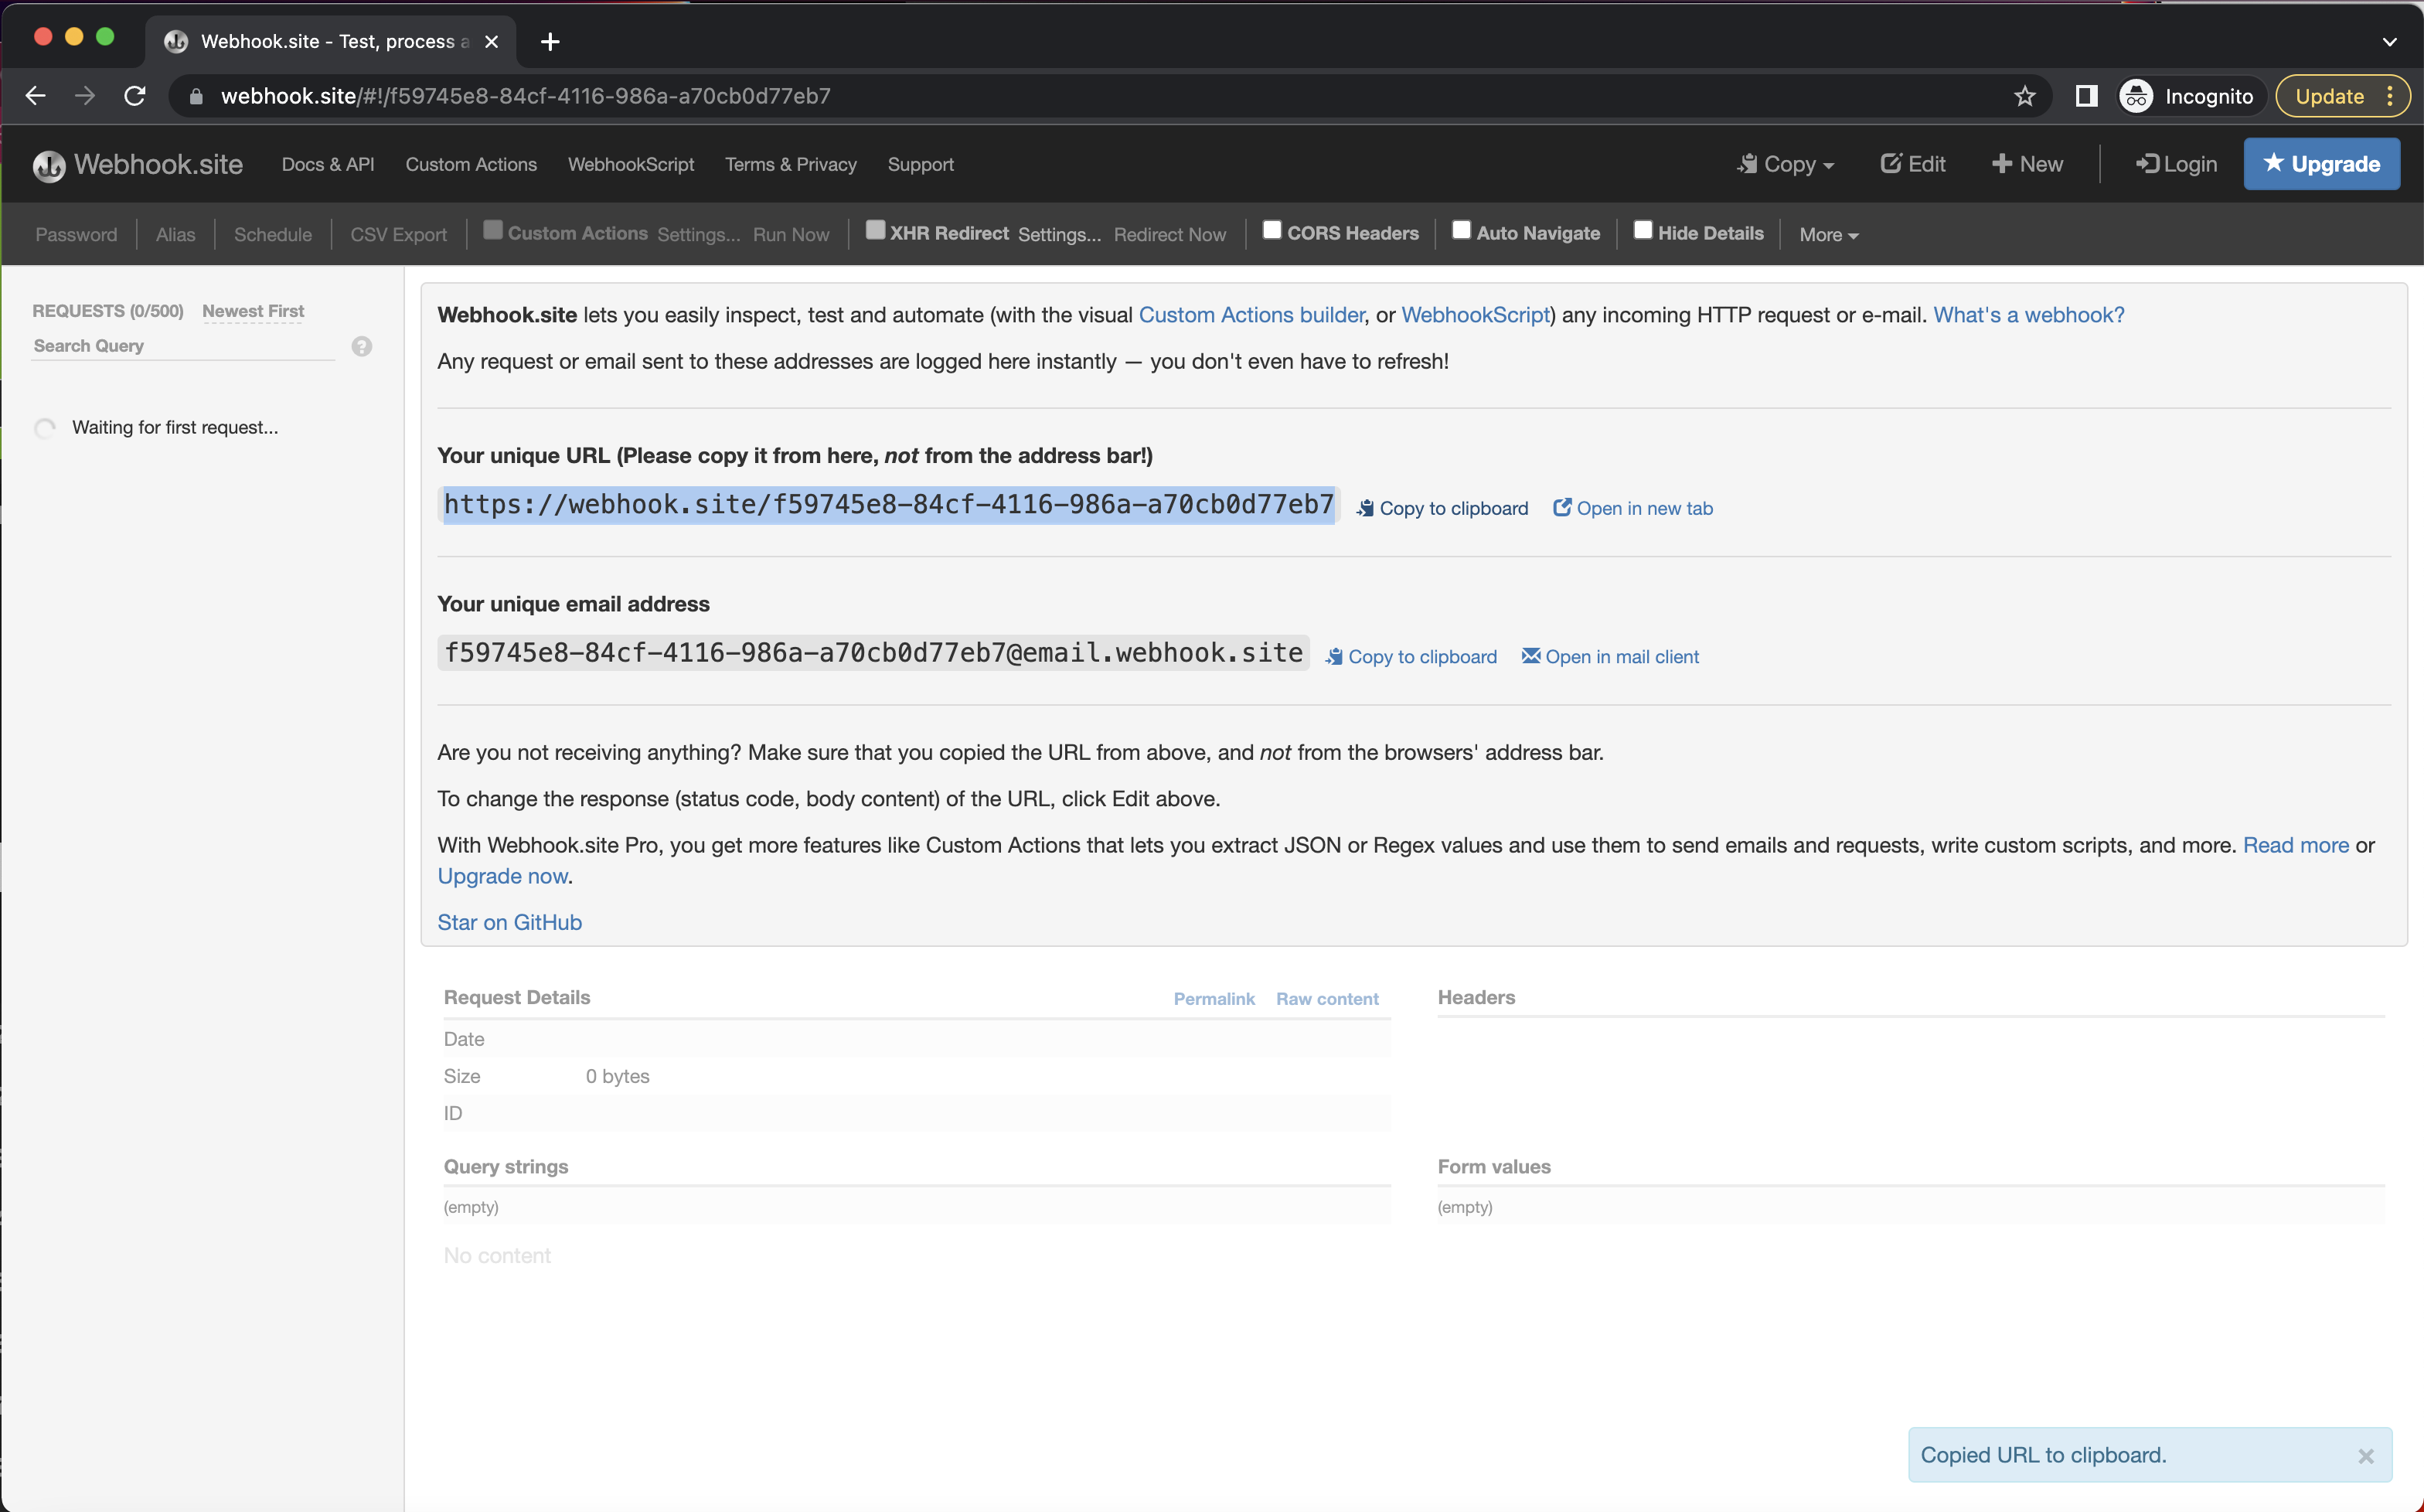 Webhook.site - Test, process a
webhook.site/#!/f59745e8-84cf-4116-986a-a70cb0d77eb7
Incognito
Update
Webhook.site
Docs & API
Custom Actions
WebhookScript
Terms & Privacy
Support
Copy
Edit
New
Login
Upgrade
Password
Alias
Schedule
CSV Export
Custom Actions Settings... Run Now
XHR Redirect Settings... Redirect Now
CORS Headers
Auto Navigate
Hide Details
More
REQUESTS (0/500) Newest First
Search Query
?
Waiting for first request...
Webhook.site lets you easily inspect, test and automate (with the visual Custom Actions builder, or WebhookScript) any incoming HTTP request or e-mail. What's a webhook?
Any request or email sent to these addresses are logged here instantly — you don't even have to refresh!
Your unique URL (Please copy it from here, not from the address bar!)
https://webhook.site/f59745e8-84cf-4116-986a-a70cb0d77eb7 Copy to clipboard Open in new tab
Your unique email address
f59745e8-84cf-4116-986a-a70cb0d77eb7@email.webhook.site Copy to clipboard Open in mail client
Are you not receiving anything? Make sure that you copied the URL from above, and not from the browsers' address bar.
To change the response (status code, body content) of the URL, click Edit above.
With Webhook.site Pro, you get more features like Custom Actions that lets you extract JSON or Regex values and use them to send emails and requests, write custom scripts, and more. Read more or
Upgrade now.
Star on GitHub
Request Details Permalink Raw content
Date
Size 0 bytes
ID
Headers
Query strings
(empty)
Form values
(empty)
No content
Copied URL to clipboard.